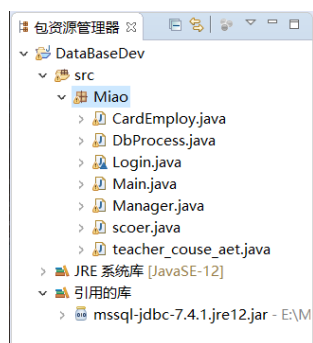 包资源管理器
DataBaseDev
src
Miao
CardEmploy.java
DbProcess.java
Login.java
Main.java
Manager.java
scoer.java
teacher_couse_aet.java
JRE 系统库 [JavaSE-12]
引用的库
mssql-jdbc-7.4.1.jre12.jar - E:\M